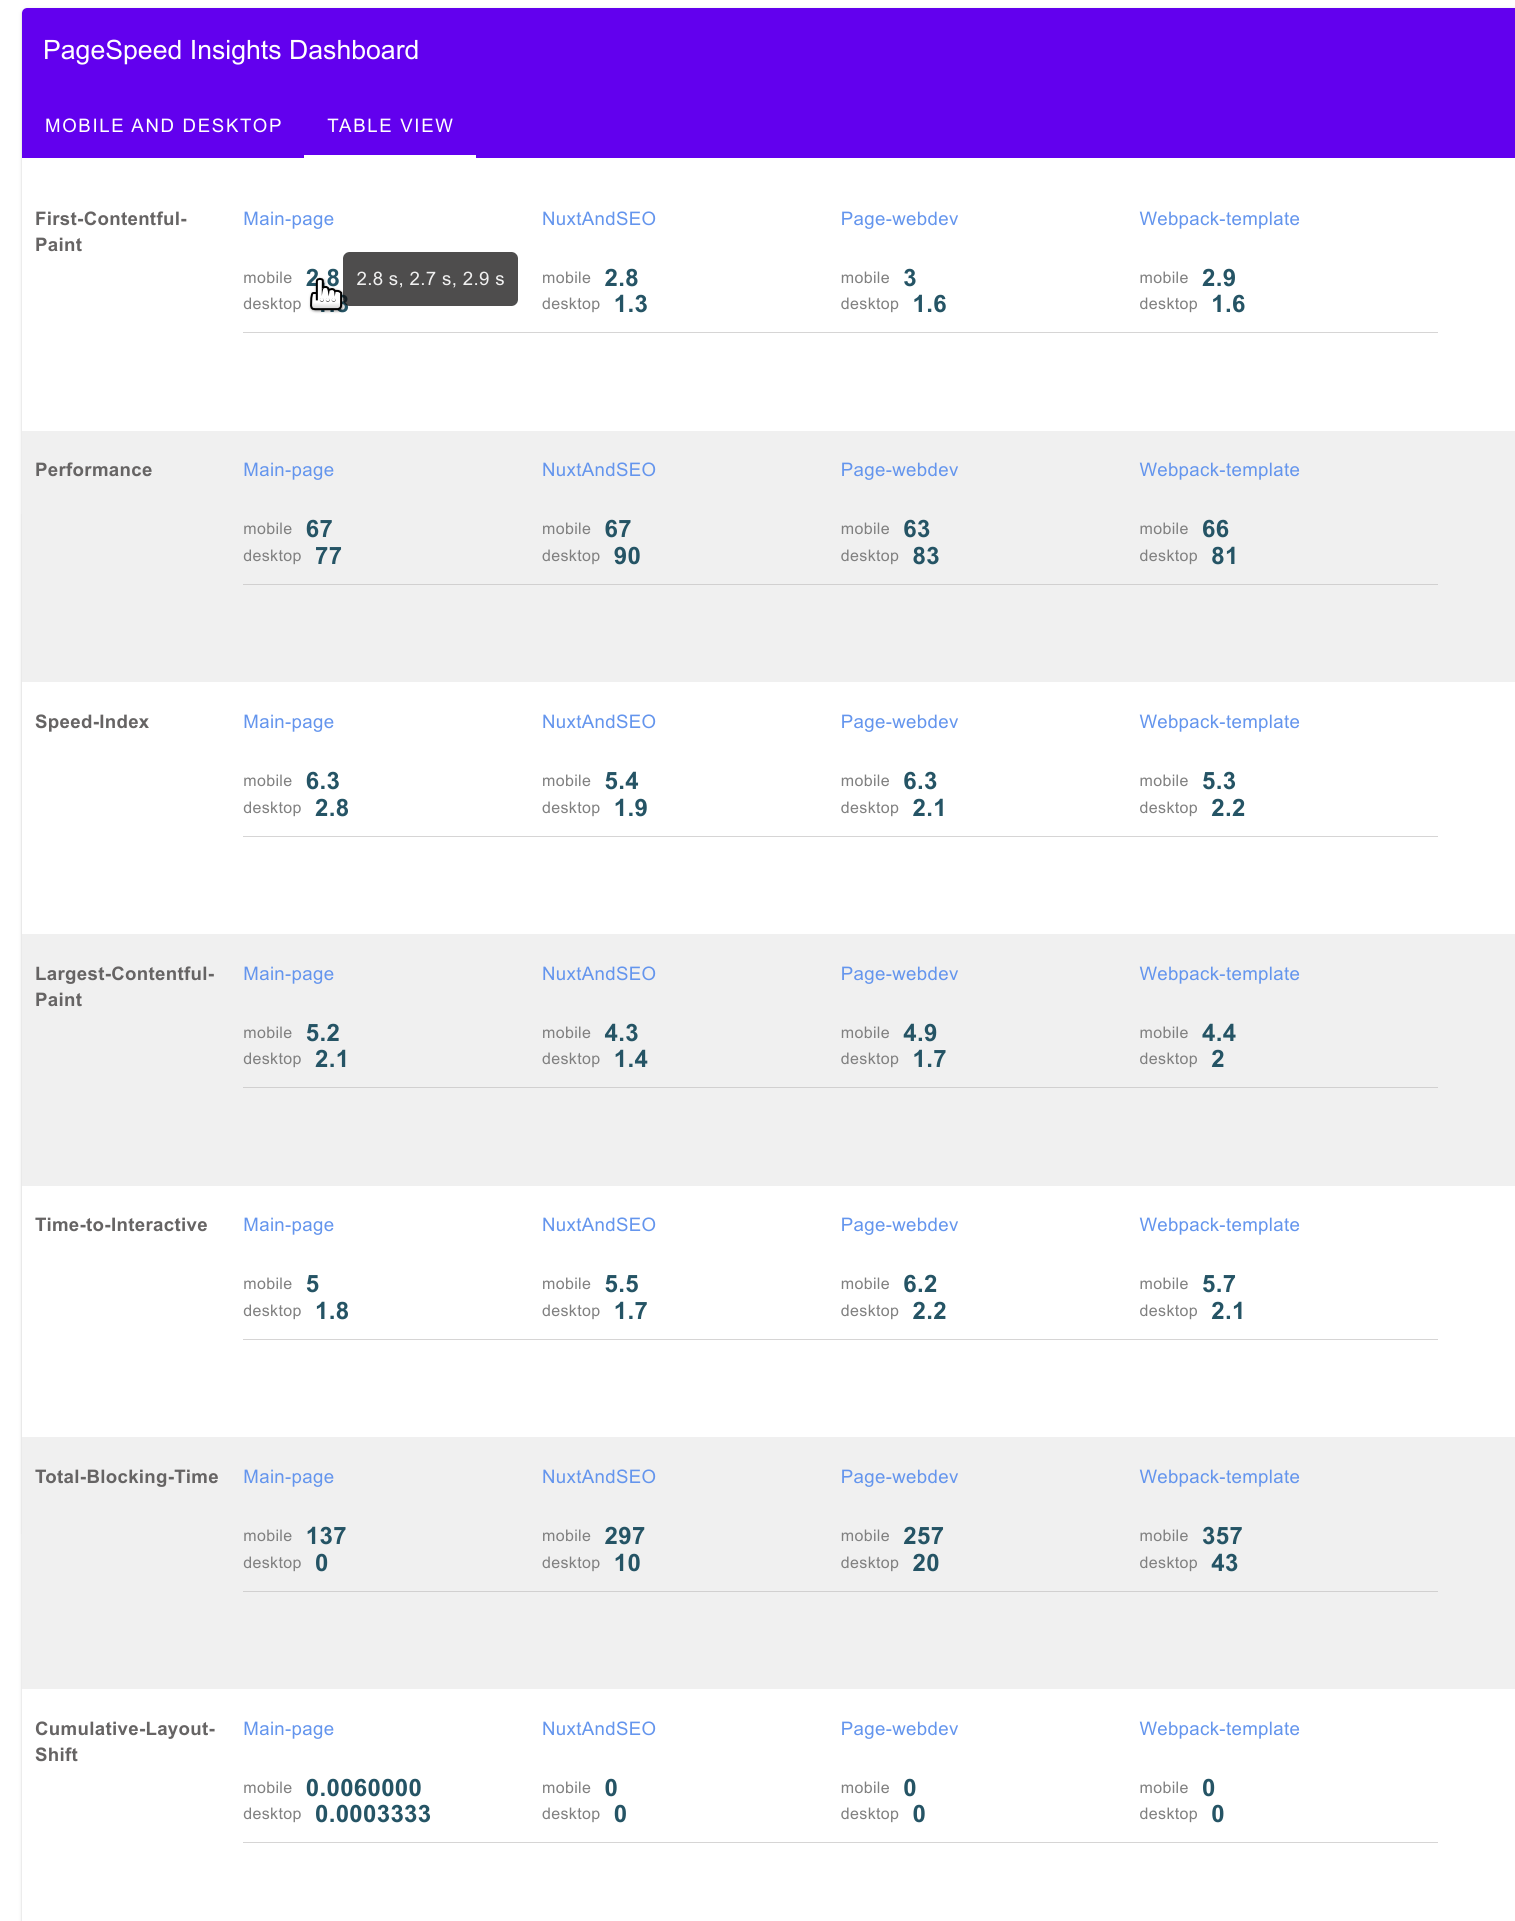 PageSpeed Insights Dashboard
MOBILE AND DESKTOP TABLE VIEW
First-Contentful-Paint
Main-page NuxtAndSEO Page-webdev Webpack-template
mobile 2.8 2.8 s, 2.7 s, 2.9 s mobile 2.8 mobile 3 mobile 2.9
desktop desktop 1.3 desktop 1.6 desktop 1.6
Performance Main-page NuxtAndSEO Page-webdev Webpack-template
mobile 67 mobile 67 mobile 63 mobile 66
desktop 77 desktop 90 desktop 83 desktop 81
Speed-Index Main-page NuxtAndSEO Page-webdev Webpack-template
mobile 6.3 mobile 5.4 mobile 6.3 mobile 5.3
desktop 2.8 desktop 1.9 desktop 2.1 desktop 2.2
Largest-Contentful-Paint
Main-page NuxtAndSEO Page-webdev Webpack-template
mobile 5.2 mobile 4.3 mobile 4.9 mobile 4.4
desktop 2.1 desktop 1.4 desktop 1.7 desktop 2
Time-to-Interactive Main-page NuxtAndSEO Page-webdev Webpack-template
mobile 5 mobile 5.5 mobile 6.2 mobile 5.7
desktop 1.8 desktop 1.7 desktop 2.2 desktop 2.1
Total-Blocking-Time Main-page NuxtAndSEO Page-webdev Webpack-template
mobile 137 mobile 297 mobile 257 mobile 357
desktop 0 desktop 10 desktop 20 desktop 43
Cumulative-Layout-Shift
Main-page NuxtAndSEO Page-webdev Webpack-template
mobile 0.0060000 mobile 0 mobile 0 mobile 0
desktop 0.0003333 desktop 0 desktop 0 desktop 0